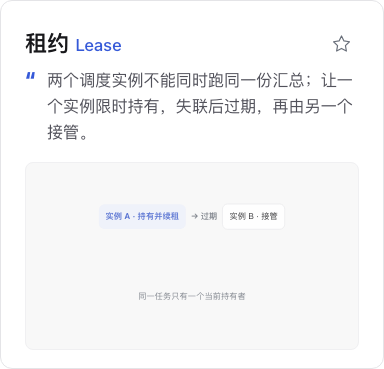 租约 Lease
“ 两个调度实例不能同时跑同一份汇总；让一
个实例限时持有，失联后过期，再由另一个
接管。
实例 A · 持有并续租 → 过期 实例 B · 接管
同一任务只有一个当前持有者